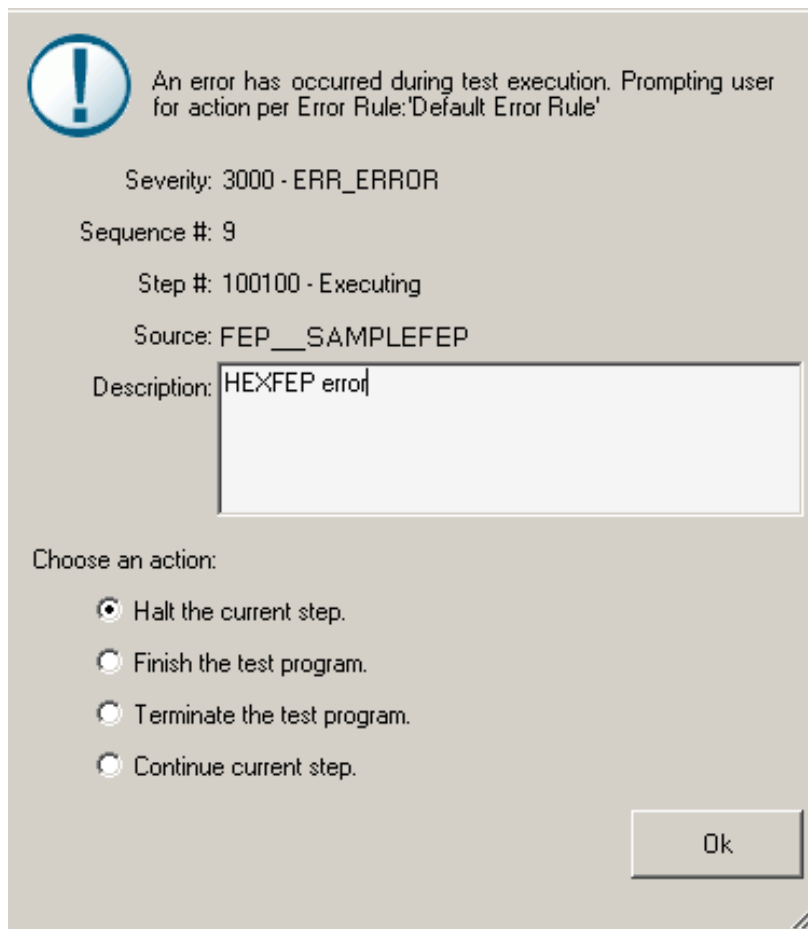 An error has occurred during test execution. Prompting user
for action per Error Rule:'Default Error Rule'
Severity: 3000 - ERR_ERROR
Sequence #: 9
Step #: 100100 - Executing
Source: FEP__SAMPLEFEP
Description: HEXFEP error
Choose an action:
Halt the current step.
Finish the test program.
Terminate the test program.
Continue current step.
Ok